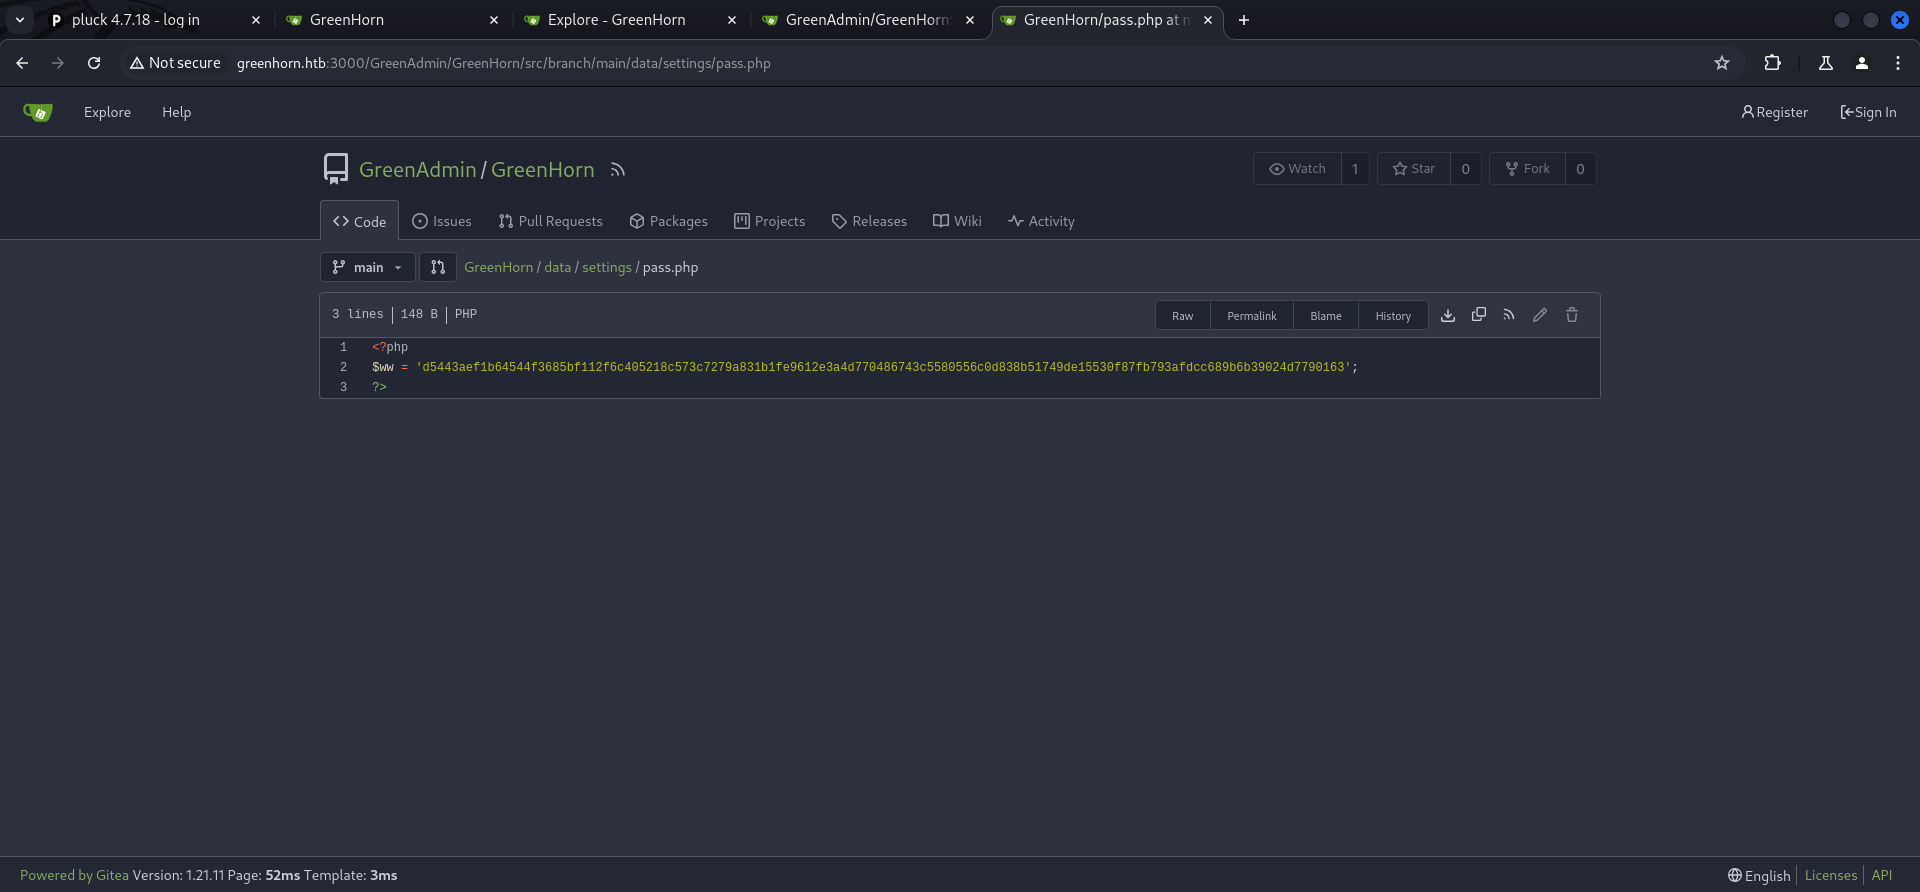 pluck 4.7.18 - log in
GreenHorn
Explore - GreenHorn
GreenAdmin/GreenHorn:
GreenHorn/pass.php at m
Not secure
greenhorn.htb:3000/GreenAdmin/GreenHorn/src/branch/main/data/settings/pass.php
Explore
Help
Register
Sign In
GreenAdmin / GreenHorn
Watch 1
Star 0
Fork 0
Code
Issues
Pull Requests
Packages
Projects
Releases
Wiki
Activity
main
GreenHorn / data / settings / pass.php
3 lines | 148 B | PHP
Raw
Permalink
Blame
History
1 <?php
2 $ww = 'd5443aef1b64544f3685bf112f6c405218c573c7279a831b1fe9612e3a4d770486743c5580556c0d838b51749de15530f87fb793afdcc689b6b39024d7790163';
3 ?>
Powered by Gitea Version: 1.21.11 Page: 52ms Template: 3ms
English
Licenses
API